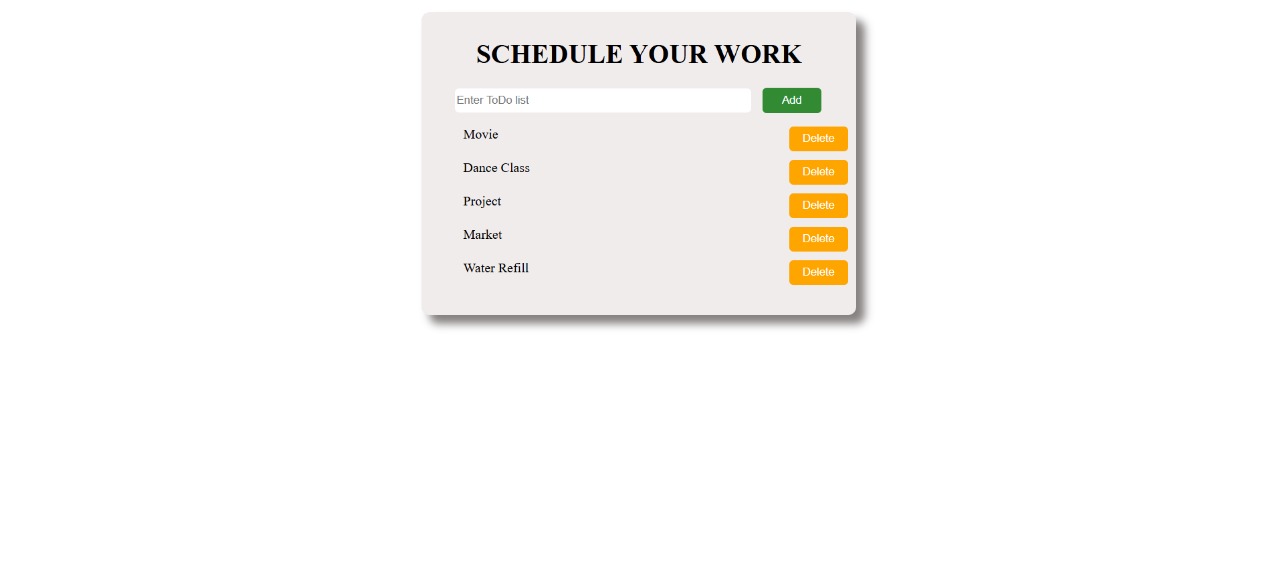 SCHEDULE YOUR WORK
Enter ToDo list Add
Movie Delete
Dance Class Delete
Project Delete
Market Delete
Water Refill Delete